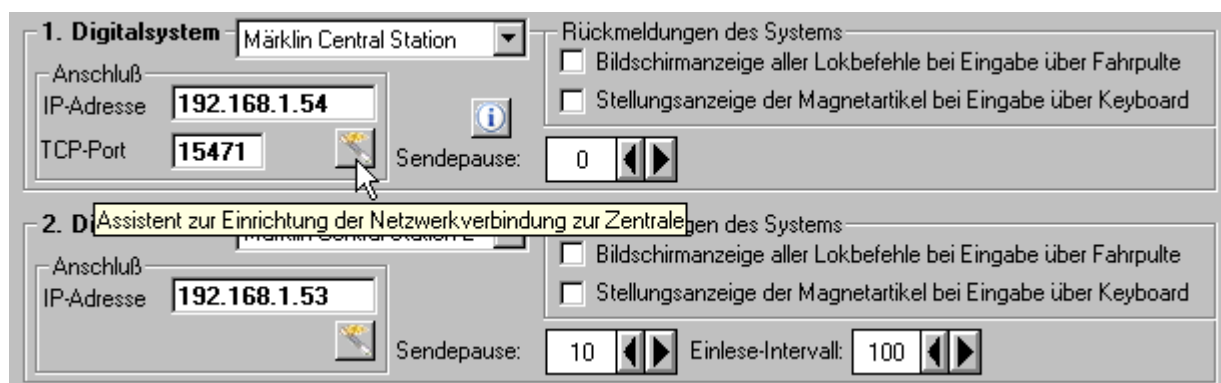 1. Digitalsystem Märklin Central Station
Rückmeldungen des Systems
Bildschirmanzeige aller Lokbefehle bei Eingabe über Fahrpulte
Stellungsanzeige der Magnetartikel bei Eingabe über Keyboard
Anschluß
IP-Adresse 192.168.1.54
TCP-Port 15471
Sendepause: 0
Assistent zur Einrichtung der Netzwerkverbindung zur Zentrale
2. Di
gen des Systems
Bildschirmanzeige aller Lokbefehle bei Eingabe über Fahrpulte
Stellungsanzeige der Magnetartikel bei Eingabe über Keyboard
Anschluß
IP-Adresse 192.168.1.53
Sendepause: 10 Einlese-Intervall: 100